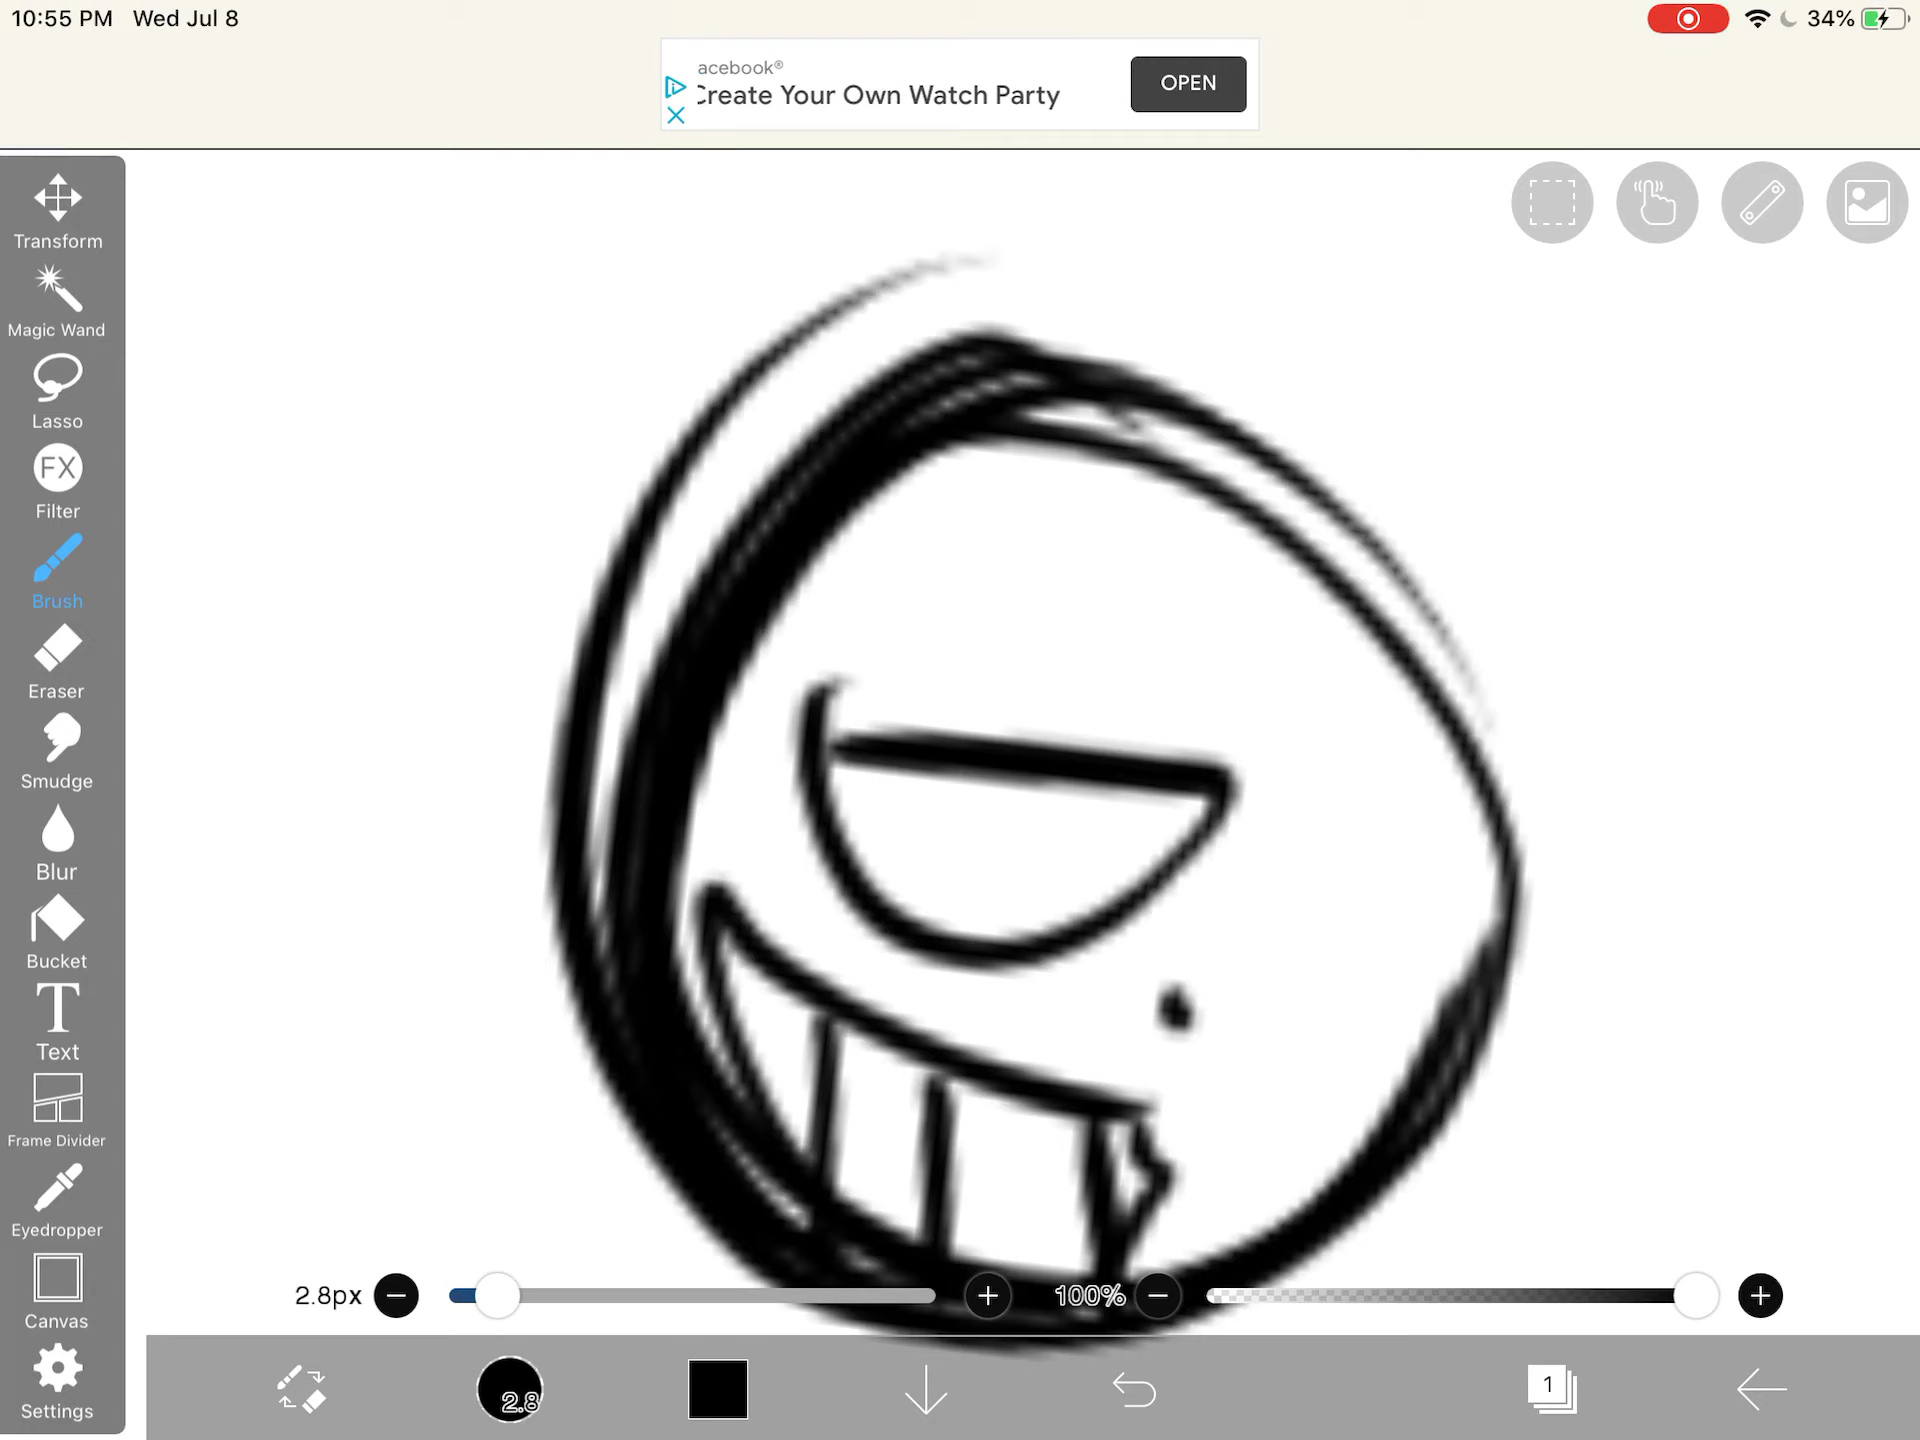 10:55 PM Wed Jul 8
34%
acebook®
Create Your Own Watch Party
OPEN
Transform
Magic Wand
Lasso
FX
Filter
Brush
Eraser
Smudge
Blur
Bucket
T
Text
Frame Divider
Eyedropper
Canvas
Settings
2.8px
100%
2.8
1